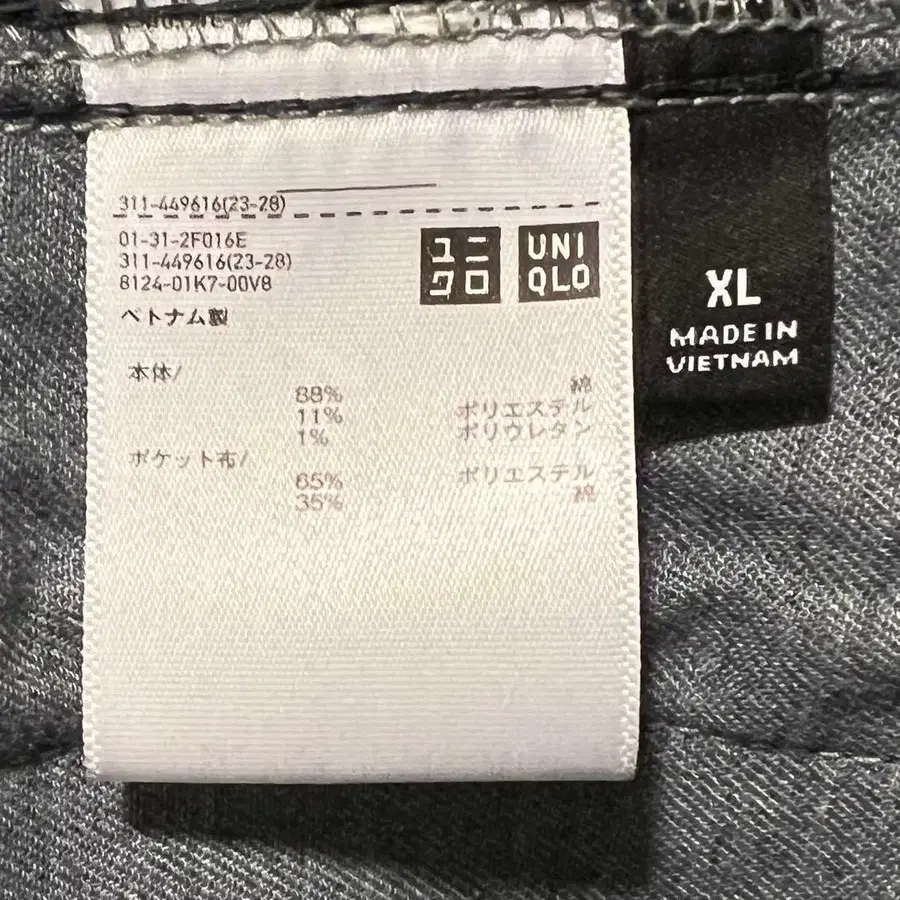 311-449616(23-28)
01-31-2F016E
311-449616(23-28)
8124-01K7-00V8
ベトナム製
ユニ
クロ
UNI
QLO
本体/
88% 綿
11% ポリエステル
1% ポリウレタン
ポケット布/
65% ポリエステル
35% 綿
XL
MADE IN
VIETNAM